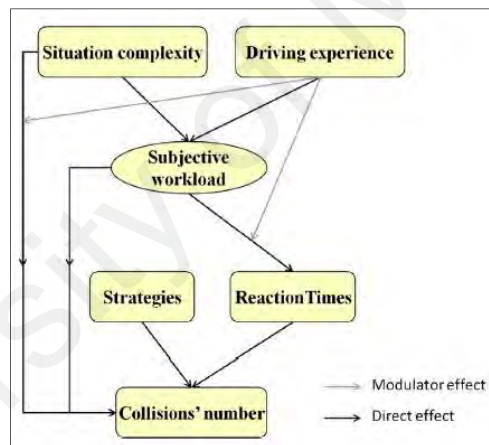 Situation complexity
Driving experience
Subjective
workload
Strategies
ReactionTimes
Collisions' number
Modulator effect
Direct effect